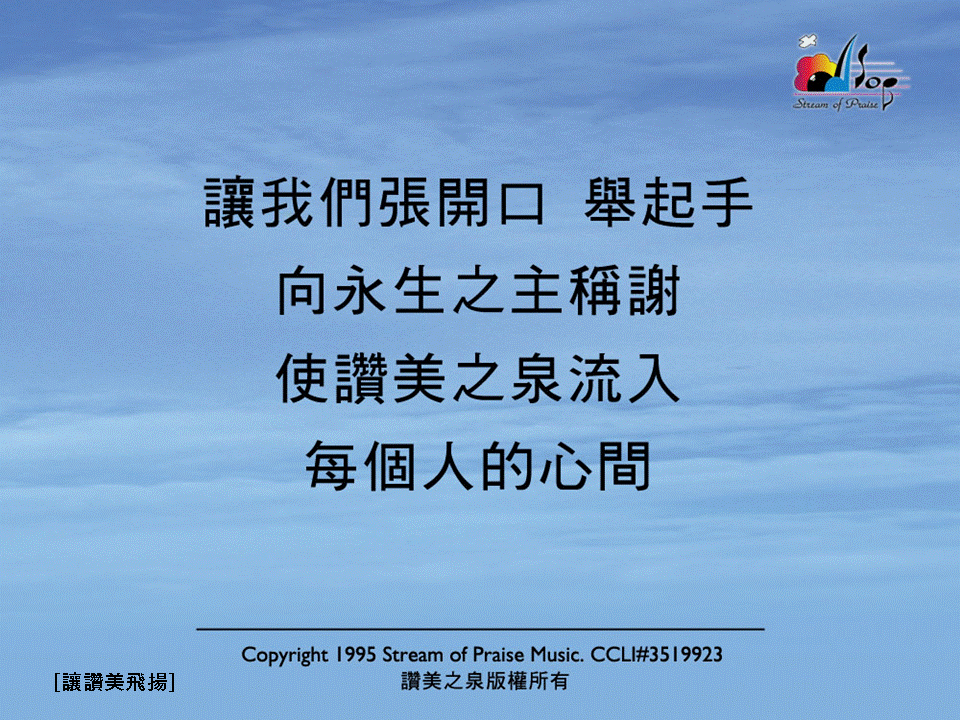 Sop
Stream of Praise
讓我們張開口 舉起手
向永生之主稱謝
使讚美之泉流入
每個人的心間
Copyright 1995 Stream of Praise Music. CCLI#3519923
讚美之泉版權所有
[讓讚美飛揚]